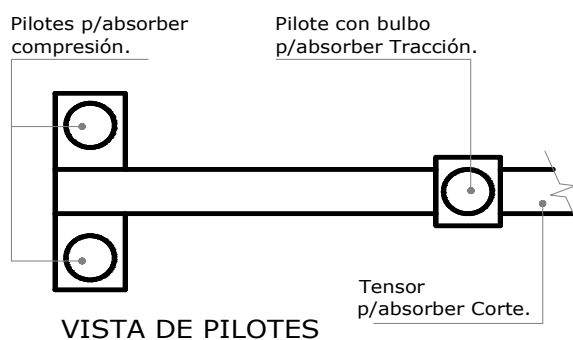 Pilotes p/absorber
compresión.
Pilote con bulbo
p/absorber Tracción.
Tensor
p/absorber Corte.
VISTA DE PILOTES